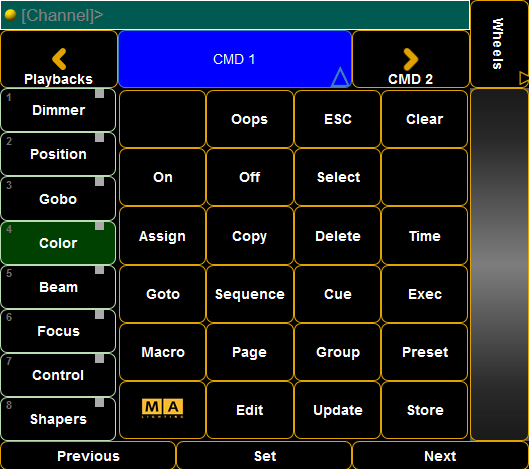 [Channel]>
Wheels
Playbacks
CMD 1
CMD 2
1
Dimmer
Oops
ESC
Clear
2
Position
On
Off
Select
3
Gobo
Assign
Copy
Delete
Time
4
Color
Goto
Sequence
Cue
Exec
5
Beam
6
Focus
Macro
Page
Group
Preset
7
Control
MA
LIGHTING
Edit
Update
Store
8
Shapers
Previous
Set
Next